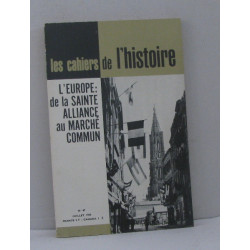 les cahiers de l'histoire
L'EUROPE:
de la SAINTE
ALLIANCE
au MARCHÉ
COMMUN